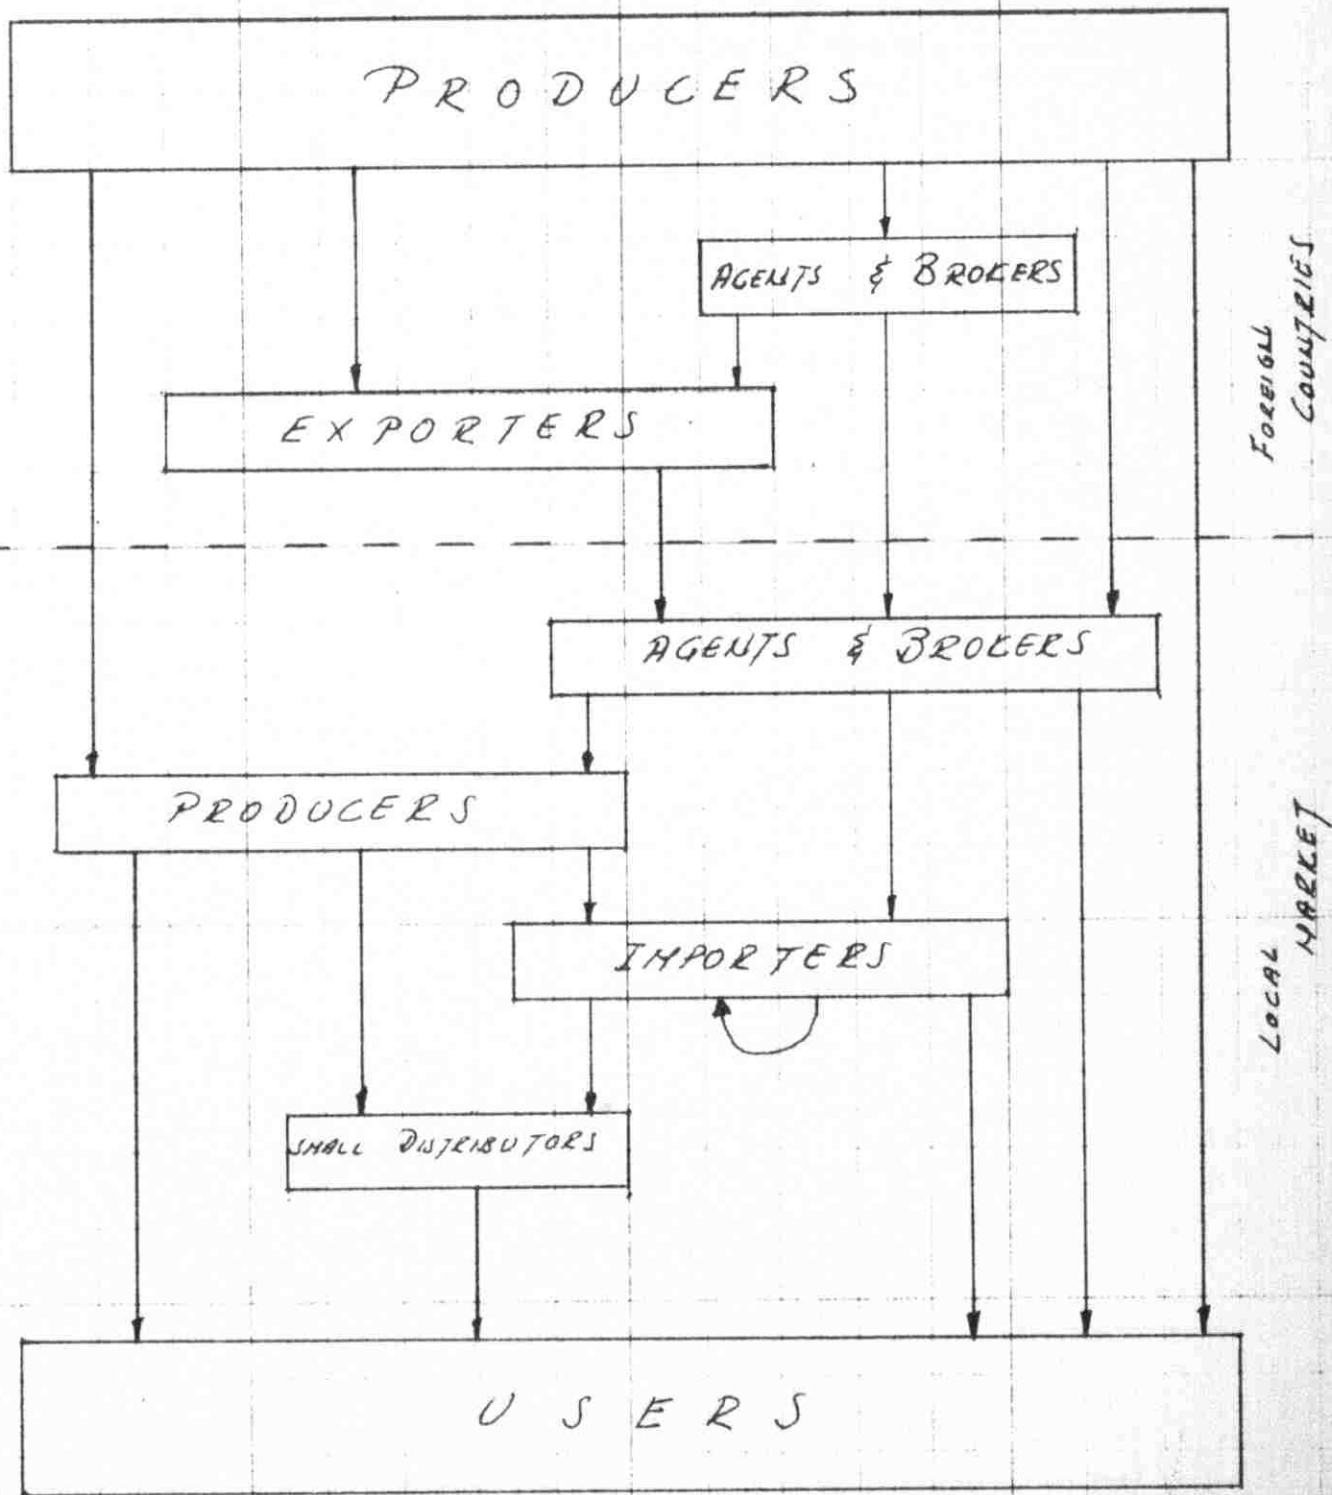 PRODUCERS
AGENTS & BROKERS
EXPORTERS
FOREIGN
COUNTRIES
AGENTS & BROKERS
PRODUCERS
IMPORTERS
LOCAL
MARKET
SMALL DISTRIBUTORS
USERS